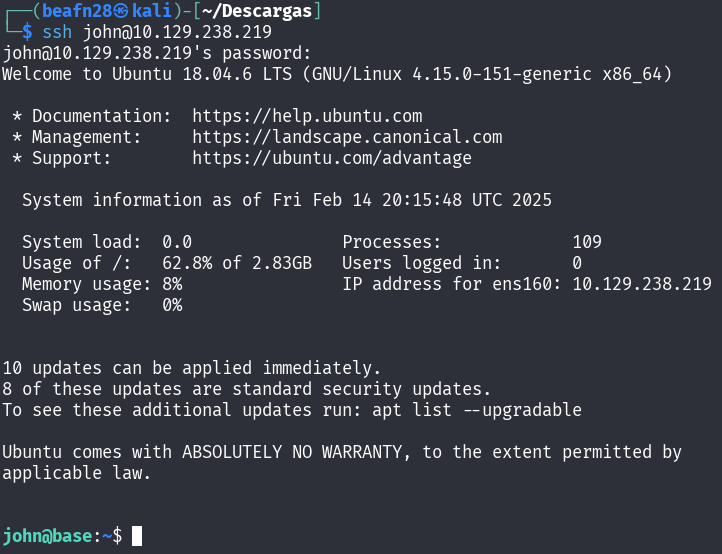 ┌──(beafn28㉿kali)-[~/Descargas]
└─$ ssh john@10.129.238.219
john@10.129.238.219's password:
Welcome to Ubuntu 18.04.6 LTS (GNU/Linux 4.15.0-151-generic x86_64)

 * Documentation:  https://help.ubuntu.com
 * Management:     https://landscape.canonical.com
 * Support:        https://ubuntu.com/advantage

  System information as of Fri Feb 14 20:15:48 UTC 2025

  System load:  0.0               Processes:             109
  Usage of /:   62.8% of 2.83GB   Users logged in:       0
  Memory usage: 8%                IP address for ens160: 10.129.238.219
  Swap usage:   0%


10 updates can be applied immediately.
8 of these updates are standard security updates.
To see these additional updates run: apt list --upgradable

Ubuntu comes with ABSOLUTELY NO WARRANTY, to the extent permitted by
applicable law.


john@base:~$